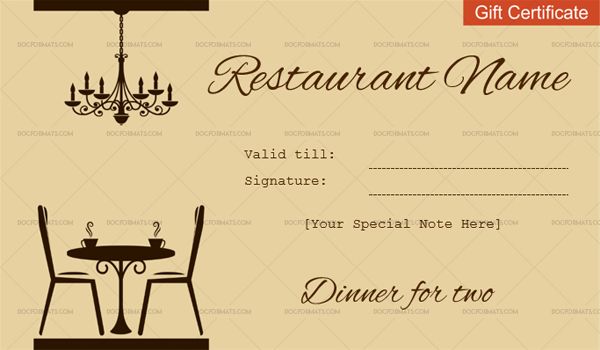 Gift Certificate
Restaurant Name
Valid till:
Signature:
[Your Special Note Here]
Dinner for two
DOCFORMATS.COM